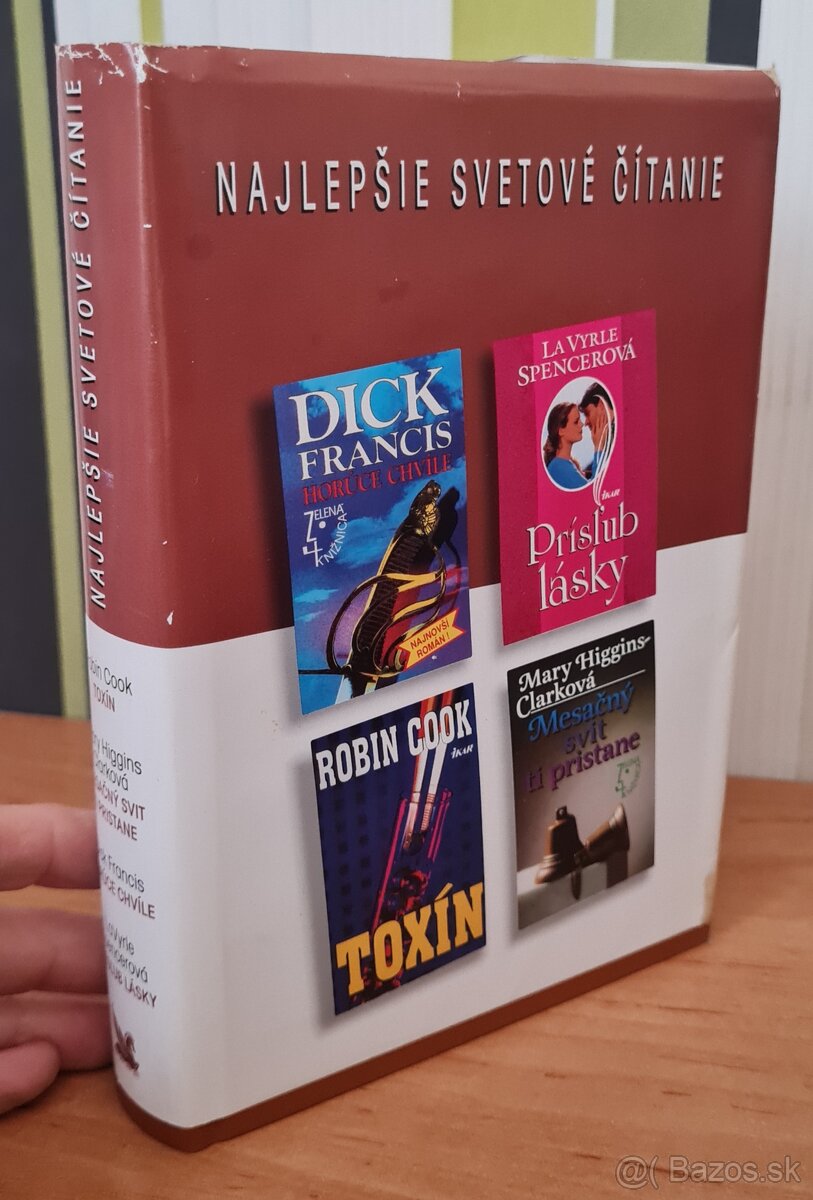 NAJLEPŠIE SVETOVÉ ČÍTANIE
NAJLEPŠIE SVETOVÉ ČÍTANIE
DICK
FRANCIS
HORÚCE CHVÍLE
ZELENÁ
KNIŽNICA
NAJNOVŠÍ
ROMÁN!
LA VYRLE
SPENCEROVÁ
IKAR
Prísľub
lásky
ROBIN COOK
IKAR
TOXÍN
Mary Higgins-
Clarková
Mesačný
svit
ti pristane
Cook
TOXÍN
Higgins
Clarková
SVIT
PRISTANE
Francis
CHVÍLE
LÁSKY
@( Bazos.sk